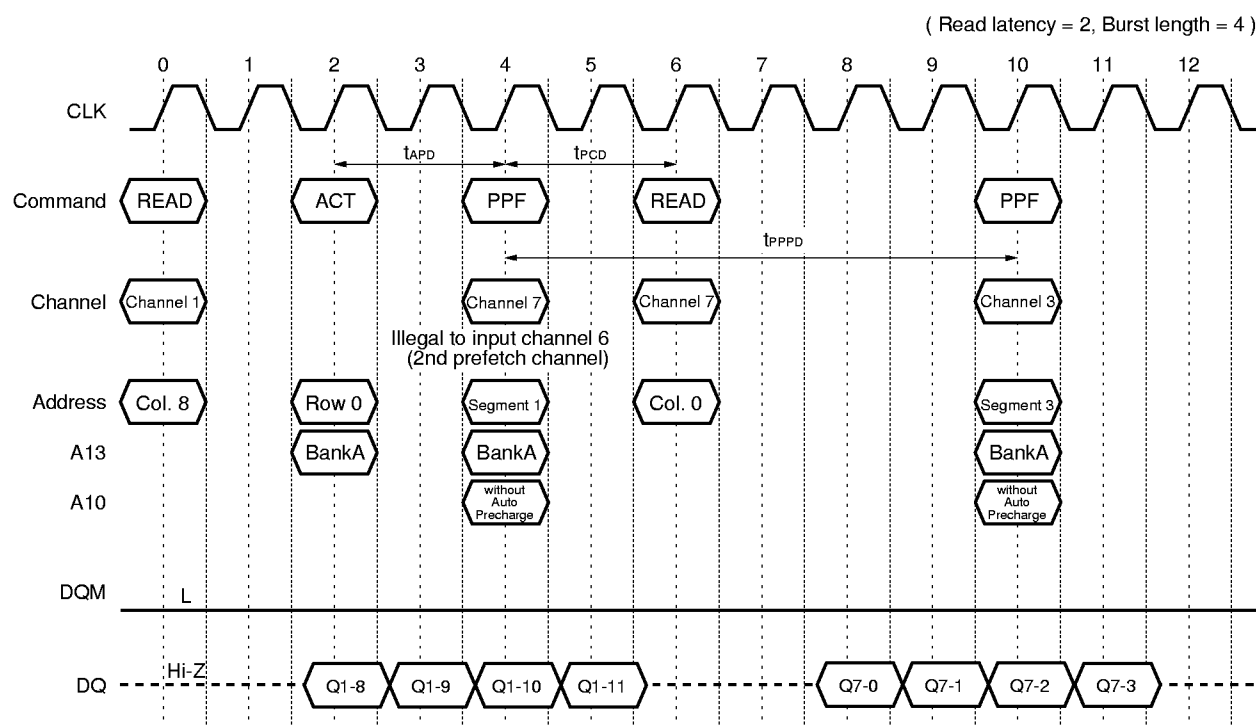 ( Read latency = 2, Burst length = 4 )
0 1 2 3 4 5 6 7 8 9 10 11 12
CLK
tAPD tPCD
Command READ ACT PPF READ PPF
tPPPD
Channel Channel 1 Channel 7 Channel 7 Channel 3
Illegal to input channel 6
(2nd prefetch channel)
Address Col. 8 Row 0 Segment 1 Col. 0 Segment 3
A13 BankA BankA BankA
A10 without Auto Precharge without Auto Precharge
DQM L
Hi-Z
DQ Q1-8 Q1-9 Q1-10 Q1-11 Q7-0 Q7-1 Q7-2 Q7-3